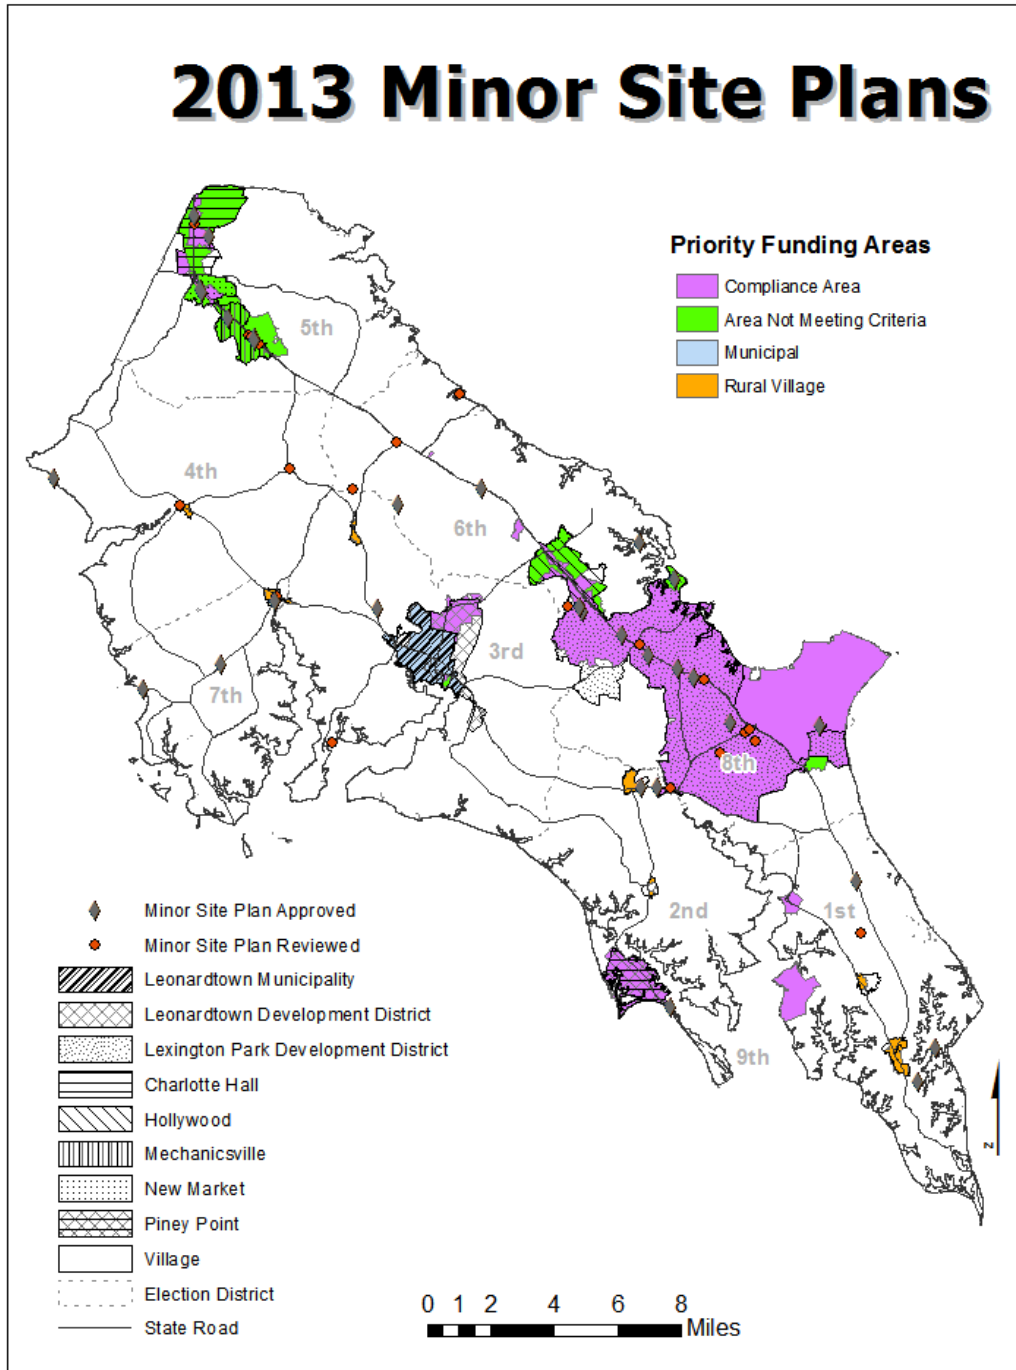 2013 Minor Site Plans
Priority Funding Areas
Compliance Area
Area Not Meeting Criteria
Municipal
Rural Village
5th
4th
6th
3rd
7th
8th
2nd
1st
9th
Minor Site Plan Approved
Minor Site Plan Reviewed
Leonardtown Municipality
Leonardtown Development District
Lexington Park Development District
Charlotte Hall
Hollywood
Mechanicsville
New Market
Piney Point
Village
Election District
State Road
0 1 2 4 6 8
Miles
N